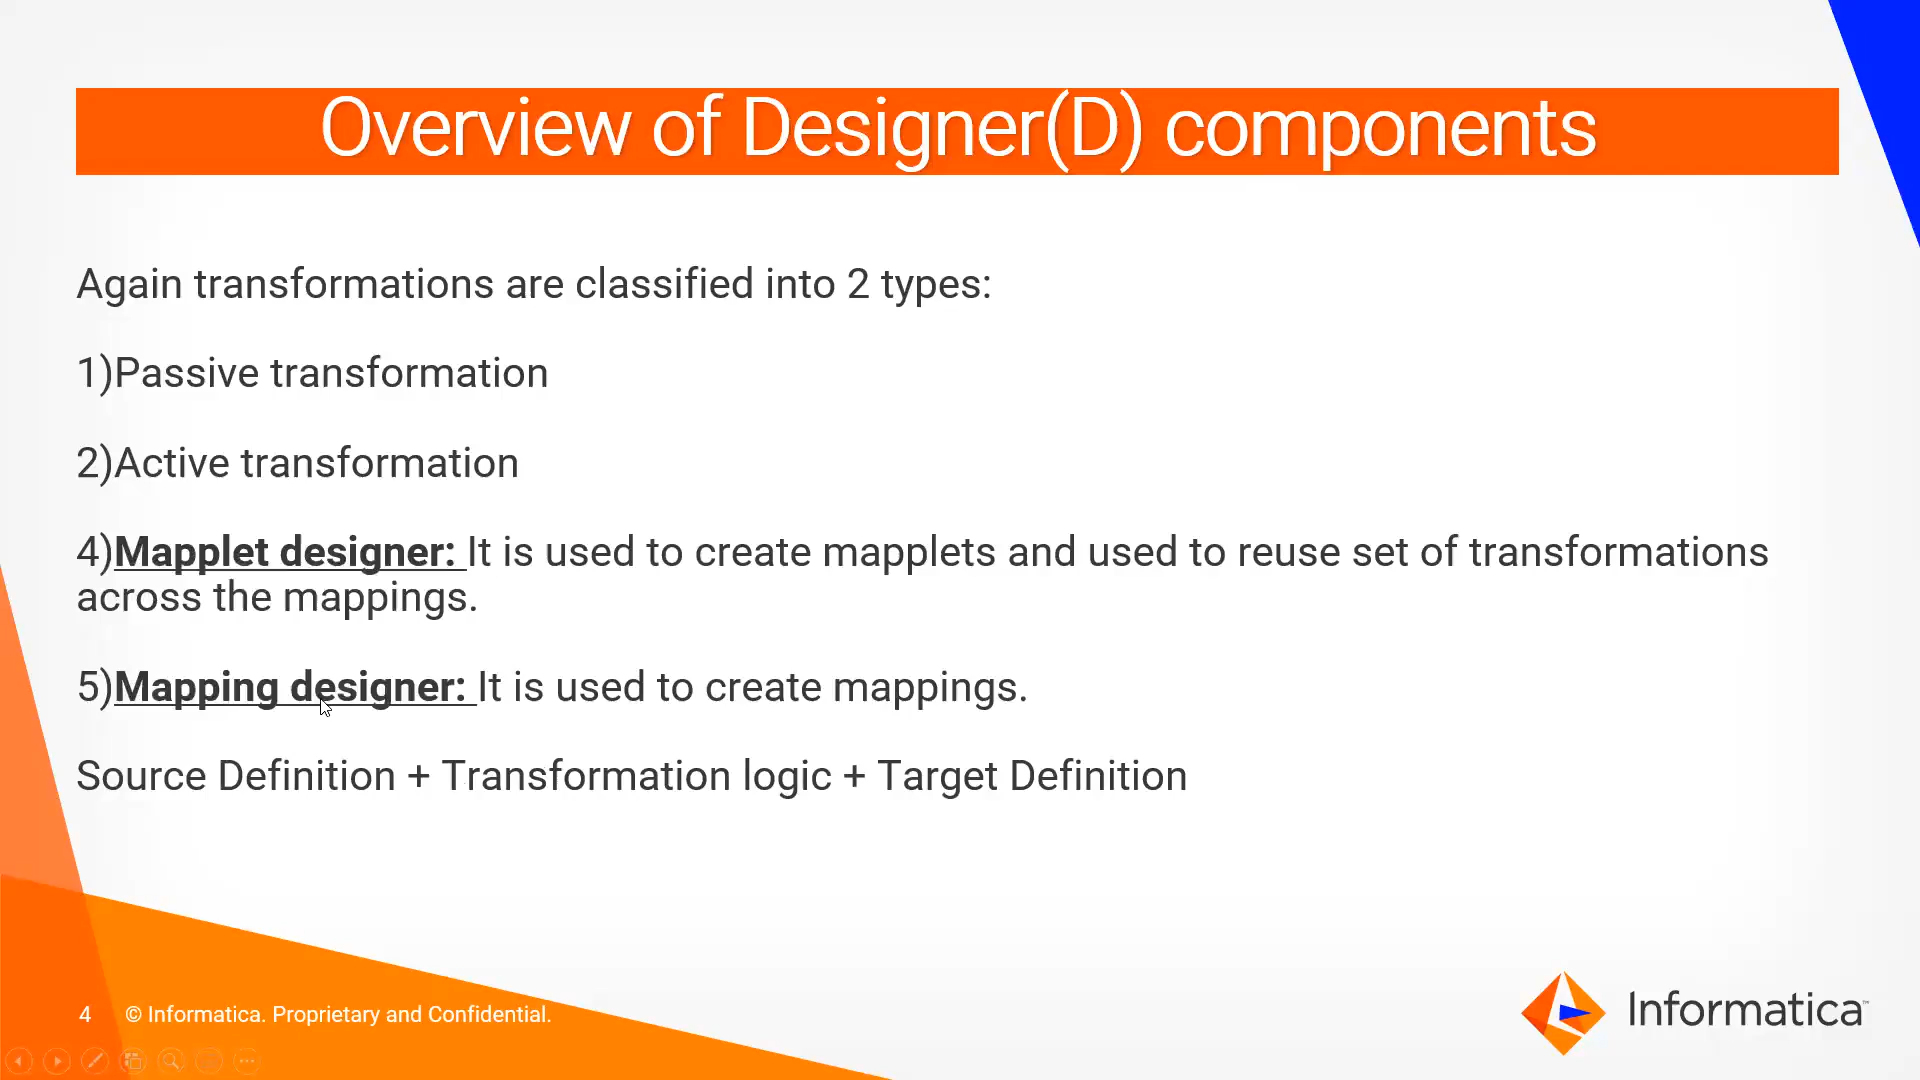 Overview of Designer(D) components
Again transformations are classified into 2 types:
1)Passive transformation
2)Active transformation
4)Mapplet designer: It is used to create mapplets and used to reuse set of transformations
across the mappings.
5)Mapping designer: It is used to create mappings.
Source Definition + Transformation logic + Target Definition
4 © Informatica. Proprietary and Confidential.
Informatica™